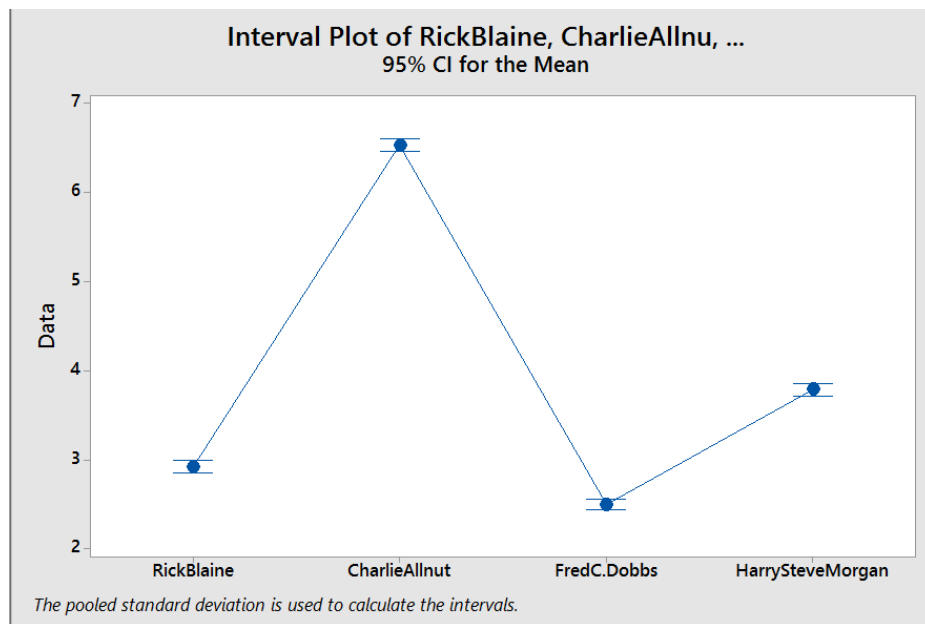 Interval Plot of RickBlaine, CharlieAllnu, ...
95% CI for the Mean
7
6
5
4
3
2
Data
RickBlaine CharlieAllnut FredC.Dobbs HarrySteveMorgan
The pooled standard deviation is used to calculate the intervals.